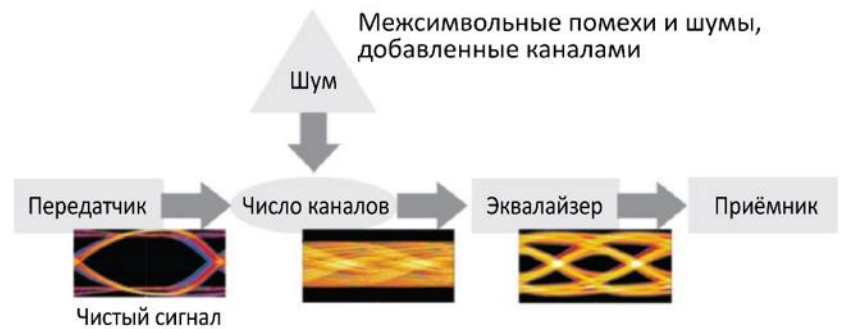 Межсимвольные помехи и шумы,
добавленные каналами
Шум
Передатчик
Число каналов
Эквалайзер
Приёмник
Чистый сигнал